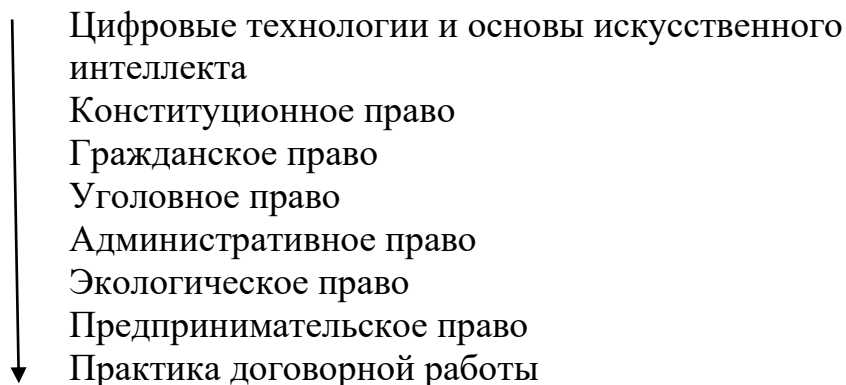 Цифровые технологии и основы искусственного
интеллекта
Конституционное право
Гражданское право
Уголовное право
Административное право
Экологическое право
Предпринимательское право
Практика договорной работы